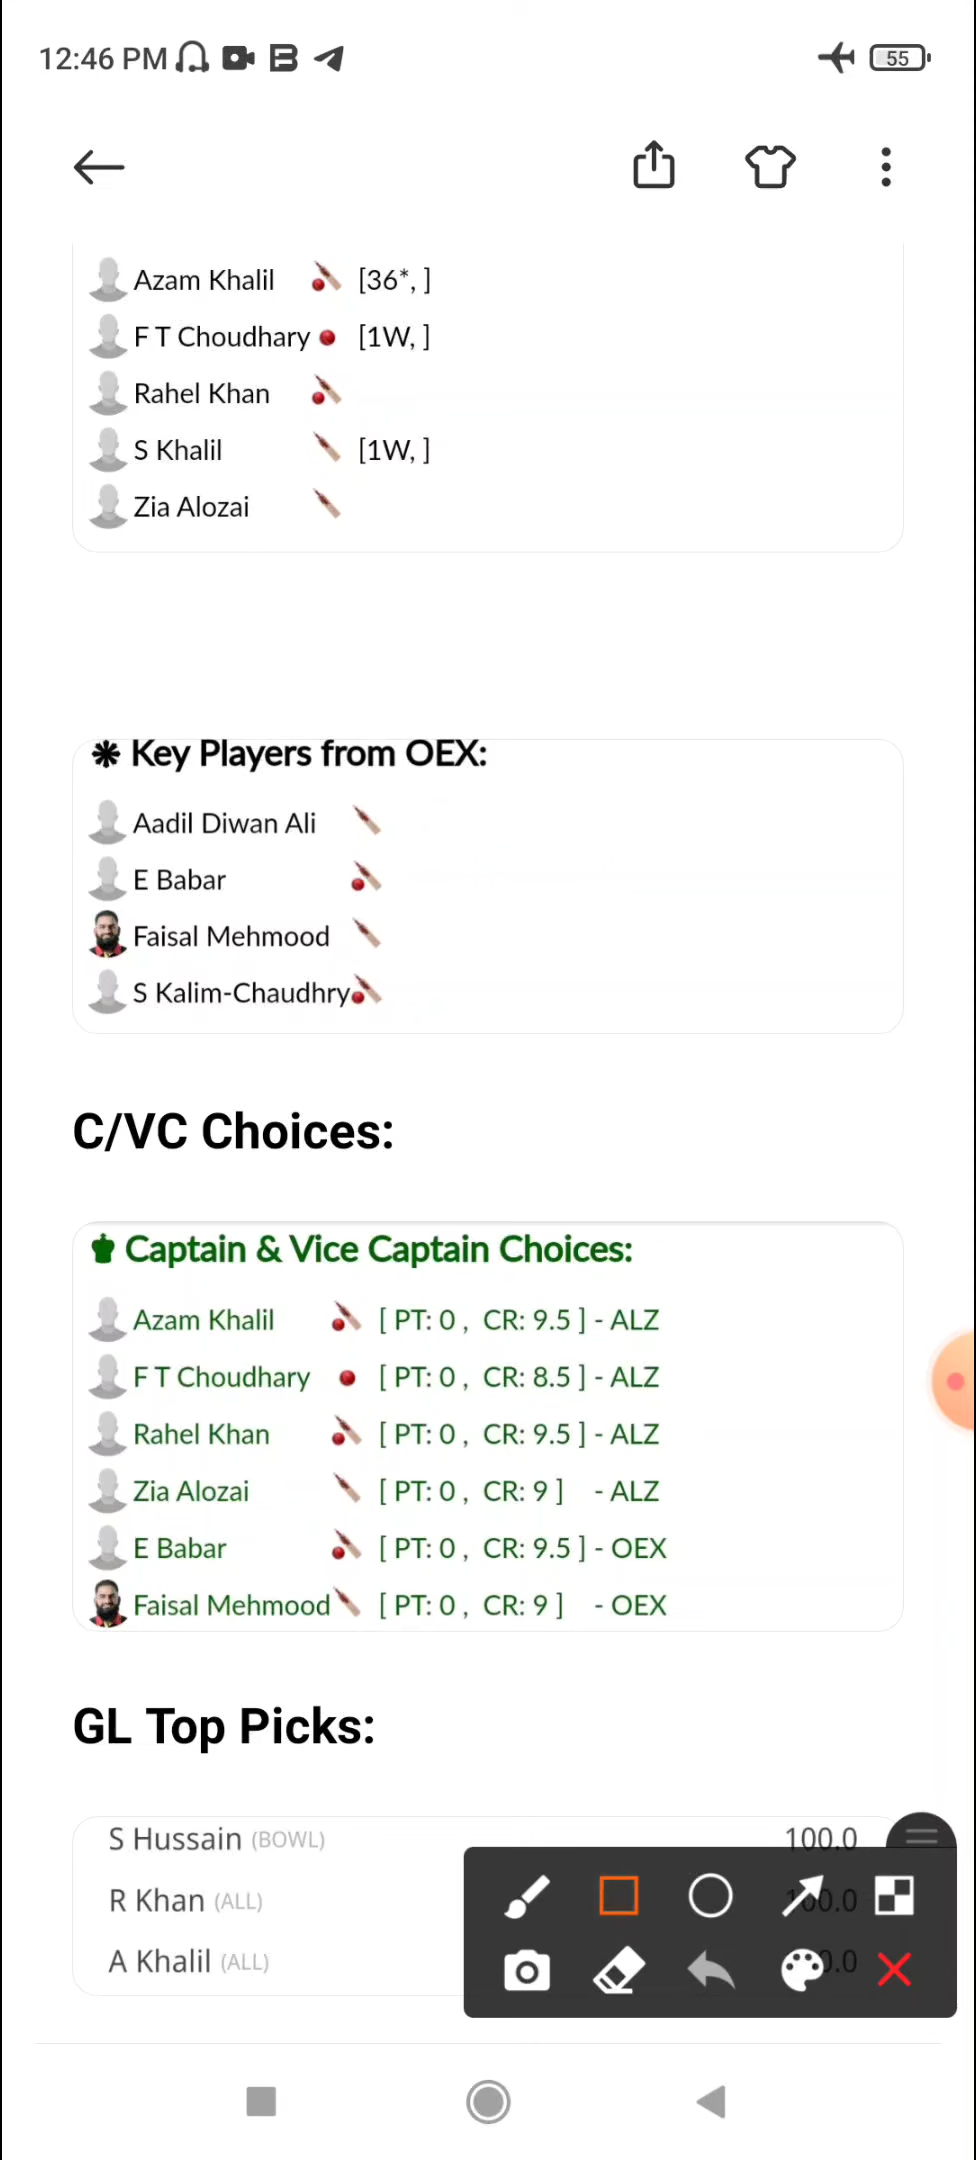 12:46 PM
55
Azam Khalil [36*, ]
F T Choudhary [1W, ]
Rahel Khan
S Khalil [1W, ]
Zia Alozai
Key Players from OEX:
Aadil Diwan Ali
E Babar
Faisal Mehmood
S Kalim-Chaudhry
C/VC Choices:
Captain & Vice Captain Choices:
Azam Khalil [ PT: 0 , CR: 9.5 ] - ALZ
F T Choudhary [ PT: 0 , CR: 8.5 ] - ALZ
Rahel Khan [ PT: 0 , CR: 9.5 ] - ALZ
Zia Alozai [ PT: 0 , CR: 9 ] - ALZ
E Babar [ PT: 0 , CR: 9.5 ] - OEX
Faisal Mehmood [ PT: 0 , CR: 9 ] - OEX
GL Top Picks:
S Hussain (BOWL) 100.0
R Khan (ALL)
A Khalil (ALL)